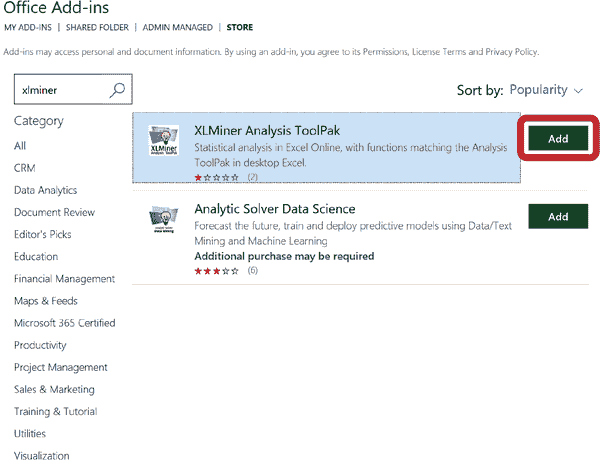 Office Add-ins
MY ADD-INS | SHARED FOLDER | ADMIN MANAGED | STORE
Add-ins may access personal and document information. By using an add-in, you agree to its Permissions, License Terms and Privacy Policy.
xlminer
Sort by: Popularity
Category
All
CRM
Data Analytics
Document Review
Editor's Picks
Education
Financial Management
Maps & Feeds
Microsoft 365 Certified
Productivity
Project Management
Sales & Marketing
Training & Tutorial
Utilities
Visualization
XLMiner
Analysis ToolPak
XLMiner Analysis ToolPak
Statistical analysis in Excel Online, with functions matching the Analysis
ToolPak in desktop Excel.
(2)
Add
Analytic Solver Data Science
Forecast the future, train and deploy predictive models using Data/Text
Mining and Machine Learning
Additional purchase may be required
(6)
Add